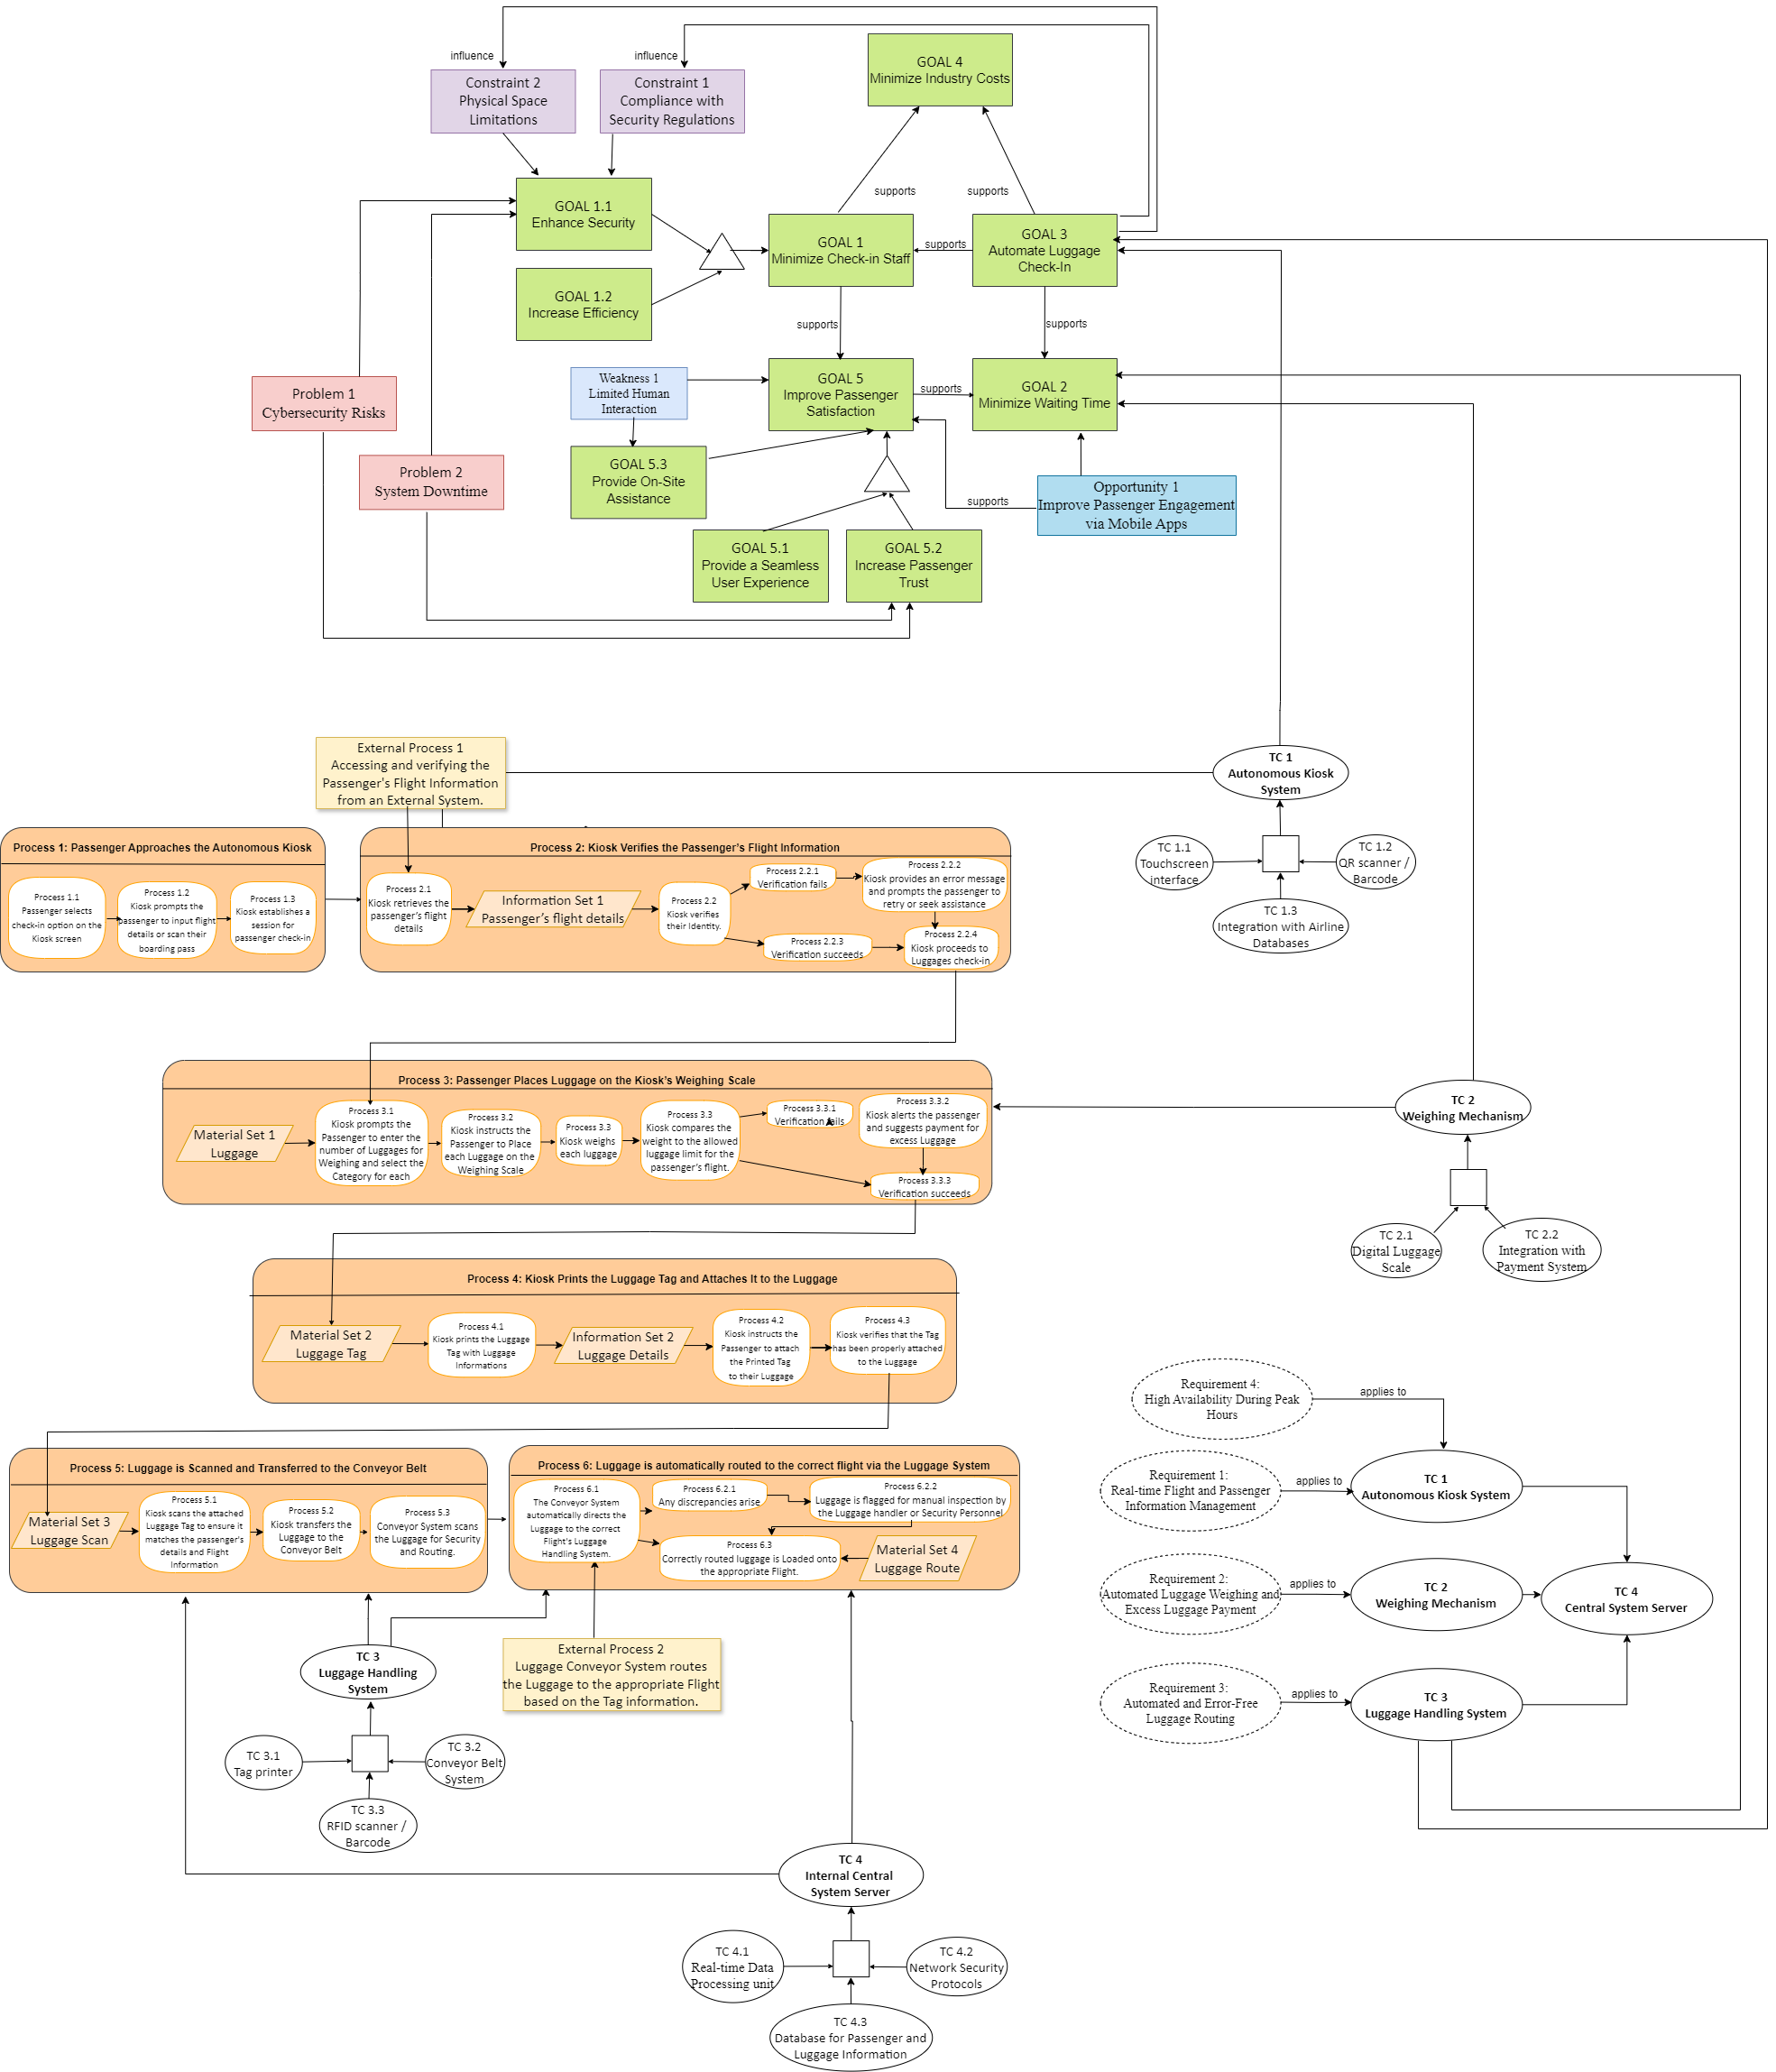 influence
influence
Constraint 2
Physical Space
Limitations
Constraint 1
Compliance with
Security Regulations
GOAL 4
Minimize Industry Costs
supports
supports
GOAL 1.1
Enhance Security
GOAL 1
Minimize Check-in Staff
supports
GOAL 3
Automate Luggage
Check-In
GOAL 1.2
Increase Efficiency
supports
supports
Problem 1
Cybersecurity Risks
Weakness 1
Limited Human
Interaction
GOAL 5
Improve Passenger
Satisfaction
supports
GOAL 2
Minimize Waiting Time
Problem 2
System Downtime
GOAL 5.3
Provide On-Site
Assistance
supports
Opportunity 1
Improve Passenger Engagement
via Mobile Apps
GOAL 5.1
Provide a Seamless
User Experience
GOAL 5.2
Increase Passenger
Trust
External Process 1
Accessing and verifying the
Passenger's Flight Information
from an External System.
TC 1
Autonomous Kiosk
System
TC 1.1
Touchscreen
interface
TC 1.2
QR scanner /
Barcode
TC 1.3
Integration with Airline
Databases
Process 1: Passenger Approaches the Autonomous Kiosk
Process 1.1
Passenger selects
check-in option on the
Kiosk screen
Process 1.2
Kiosk prompts the
passenger to input flight
details or scan their
boarding pass
Process 1.3
Kiosk establishes a
session for
passenger check-in
Process 2: Kiosk Verifies the Passenger's Flight Information
Process 2.1
Kiosk retrieves the
passenger's flight
details
Information Set 1
Passenger's flight details
Process 2.2
Kiosk verifies
their Identity.
Process 2.2.1
Verification fails
Process 2.2.2
Kiosk provides an error message
and prompts the passenger to
retry or seek assistance
Process 2.2.3
Verification succeeds
Process 2.2.4
Kiosk proceeds to
Luggages check-in
Process 3: Passenger Places Luggage on the Kiosk's Weighing Scale
Material Set 1
Luggage
Process 3.1
Kiosk prompts the
Passenger to enter the
number of Luggages for
Weighing and select the
Category for each
Process 3.2
Kiosk instructs the
Passenger to Place
each Luggage on the
Weighing Scale
Process 3.3
Kiosk weighs
each luggage
Process 3.3
Kiosk compares the
weight to the allowed
luggage limit for the
passenger's flight.
Process 3.3.1
Verification fails
Process 3.3.2
Kiosk alerts the passenger
and suggests payment for
excess Luggage
Process 3.3.3
Verification succeeds
TC 2
Weighing Mechanism
TC 2.1
Digital Luggage
Scale
TC 2.2
Integration with
Payment System
Process 4: Kiosk Prints the Luggage Tag and Attaches It to the Luggage
Material Set 2
Luggage Tag
Process 4.1
Kiosk prints the Luggage
Tag with Luggage
Informations
Information Set 2
Luggage Details
Process 4.2
Kiosk instructs the
Passenger to attach
the Printed Tag
to their Luggage
Process 4.3
Kiosk verifies that the Tag
has been properly attached
to the Luggage
Process 5: Luggage is Scanned and Transferred to the Conveyor Belt
Material Set 3
Luggage Scan
Process 5.1
Kiosk scans the attached
Luggage Tag to ensure it
matches the passenger's
details and Flight
Information
Process 5.2
Kiosk transfers the
Luggage to the
Conveyor Belt
Process 5.3
Conveyor System scans
the Luggage for Security
and Routing.
Process 6: Luggage is automatically routed to the correct flight via the Luggage System
Process 6.1
The Conveyor System
automatically directs the
Luggage to the correct
Flight's Luggage
Handling System.
Process 6.2.1
Any discrepancies arise
Process 6.2.2
Luggage is flagged for manual inspection by
the Luggage handler or Security Personnel
Process 6.3
Correctly routed luggage is Loaded onto
the appropriate Flight.
Material Set 4
Luggage Route
TC 3
Luggage Handling
System
External Process 2
Luggage Conveyor System routes
the Luggage to the appropriate Flight
based on the Tag information.
TC 3.1
Tag printer
TC 3.2
Conveyor Belt
System
TC 3.3
RFID scanner /
Barcode
TC 4
Internal Central
System Server
TC 4.1
Real-time Data
Processing unit
TC 4.2
Network Security
Protocols
TC 4.3
Database for Passenger and
Luggage Information
Requirement 4:
High Availability During Peak
Hours
applies to
Requirement 1:
Real-time Flight and Passenger
Information Management
applies to
TC 1
Autonomous Kiosk System
Requirement 2:
Automated Luggage Weighing and
Excess Luggage Payment
applies to
TC 2
Weighing Mechanism
TC 4
Central System Server
Requirement 3:
Automated and Error-Free
Luggage Routing
applies to
TC 3
Luggage Handling System